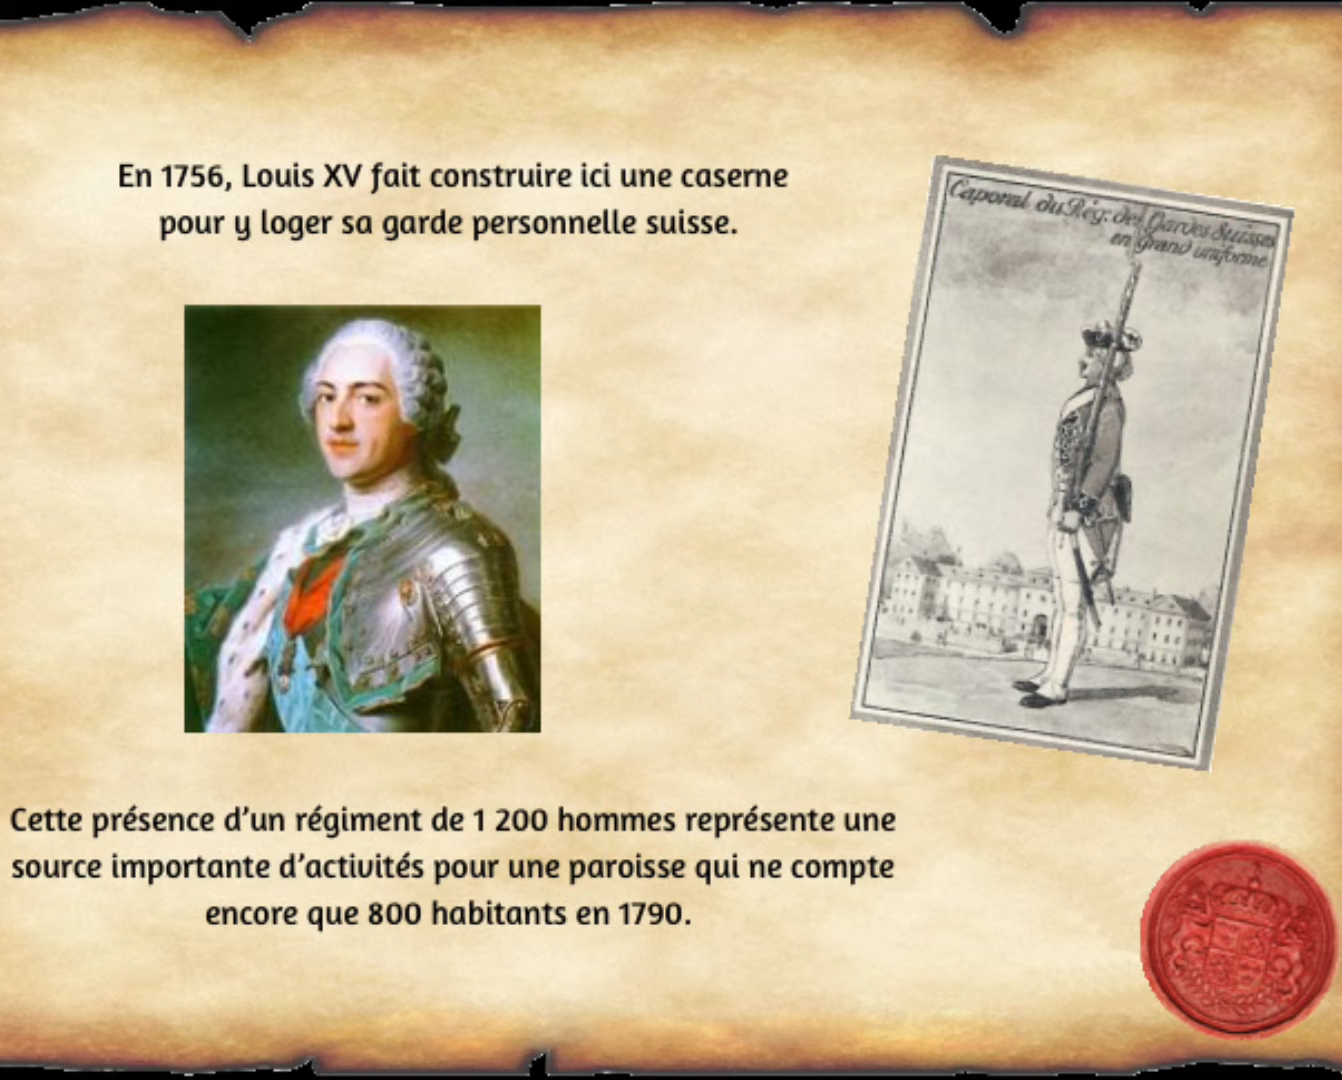 En 1756, Louis XV fait construire ici une caserne
pour y loger sa garde personnelle suisse.
Caporal du Rég. des Gardes Suisses
en grand uniforme
Cette présence d'un régiment de 1 200 hommes représente une
source importante d'activités pour une paroisse qui ne compte
encore que 800 habitants en 1790.